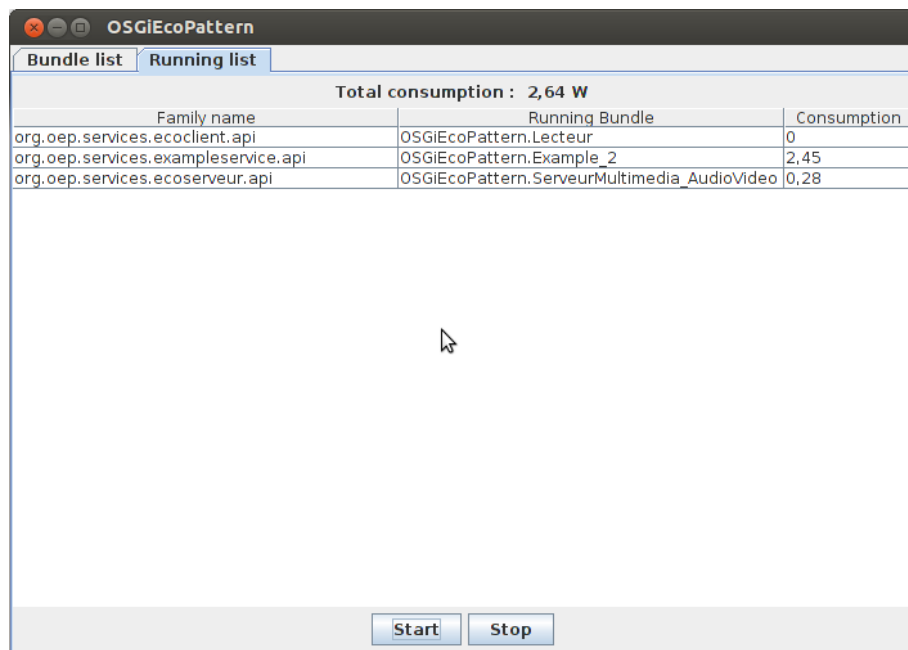 OSGiEcoPattern
Bundle list Running list
Total consumption : 2,64 W
Family name Running Bundle Consumption
org.oep.services.ecoclient.api OSGiEcoPattern.Lecteur 0
org.oep.services.exampleservice.api OSGiEcoPattern.Example_2 2,45
org.oep.services.ecoserveur.api OSGiEcoPattern.ServeurMultimedia_AudioVideo 0,28
Start Stop